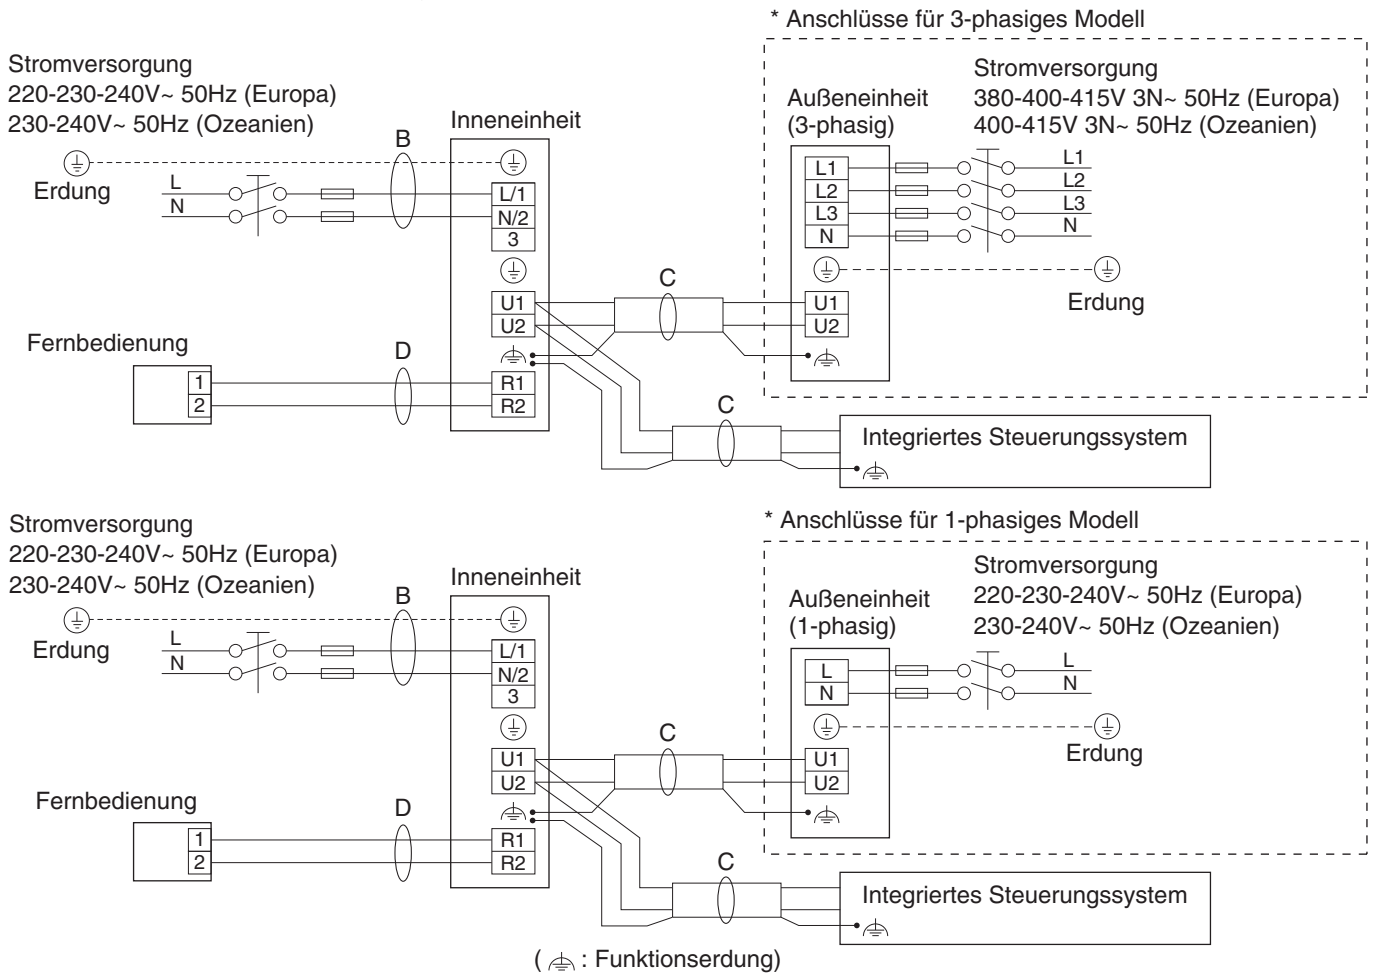 * Anschlüsse für 3-phasiges Modell
Stromversorgung
220-230-240V~ 50Hz (Europa)
230-240V~ 50Hz (Ozeanien)
Erdung
L
N
B
Inneneinheit
L/1
N/2
3
U1
U2
R1
R2
Fernbedienung
1
2
D
C
C
Außeneinheit
(3-phasig)
L1
L2
L3
N
U1
U2
Stromversorgung
380-400-415V 3N~ 50Hz (Europa)
400-415V 3N~ 50Hz (Ozeanien)
L1
L2
L3
N
Erdung
Integriertes Steuerungssystem
* Anschlüsse für 1-phasiges Modell
Stromversorgung
220-230-240V~ 50Hz (Europa)
230-240V~ 50Hz (Ozeanien)
Erdung
L
N
B
Inneneinheit
L/1
N/2
3
U1
U2
R1
R2
Fernbedienung
1
2
D
C
C
Außeneinheit
(1-phasig)
L
N
U1
U2
Stromversorgung
220-230-240V~ 50Hz (Europa)
230-240V~ 50Hz (Ozeanien)
L
N
Erdung
Integriertes Steuerungssystem
( : Funktionserdung)